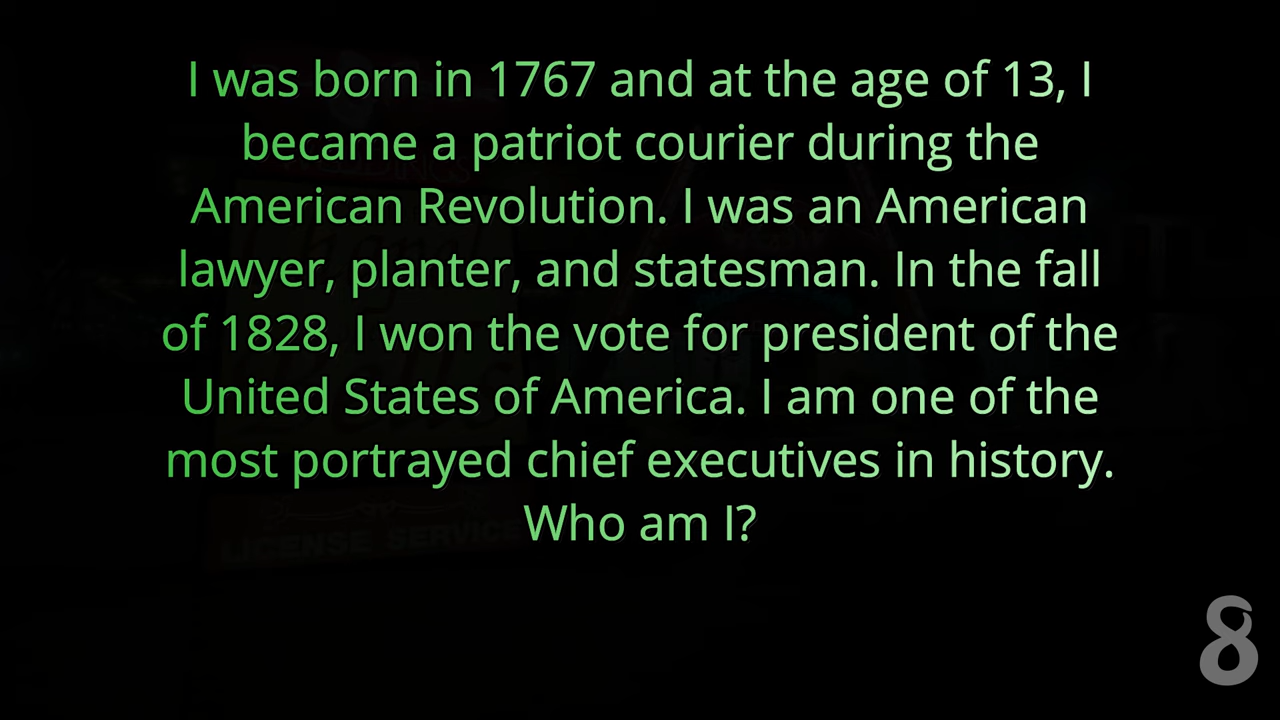 I was born in 1767 and at the age of 13, I
became a patriot courier during the
American Revolution. I was an American
lawyer, planter, and statesman. In the fall
of 1828, I won the vote for president of the
United States of America. I am one of the
most portrayed chief executives in history.
Who am I?
LICENSE SERVICE
8